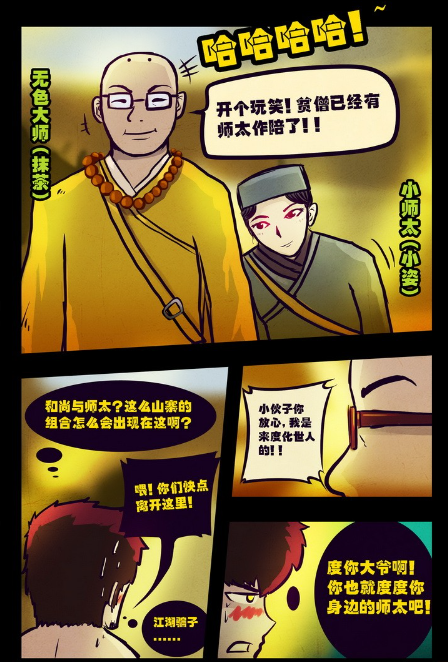 哈哈哈哈！~
无色大师（抹茶）
开个玩笑！贫僧已经有
师太作陪了！！
小师太（小姿）
和尚与师太？这么山寨的
组合怎么会出现在这啊？
喂！你们快点
离开这里！
江湖骗子
……
小伙子你
放心，我是
来度化世人
的！！
度你大爷啊！
你也就度度你
身边的师太吧！